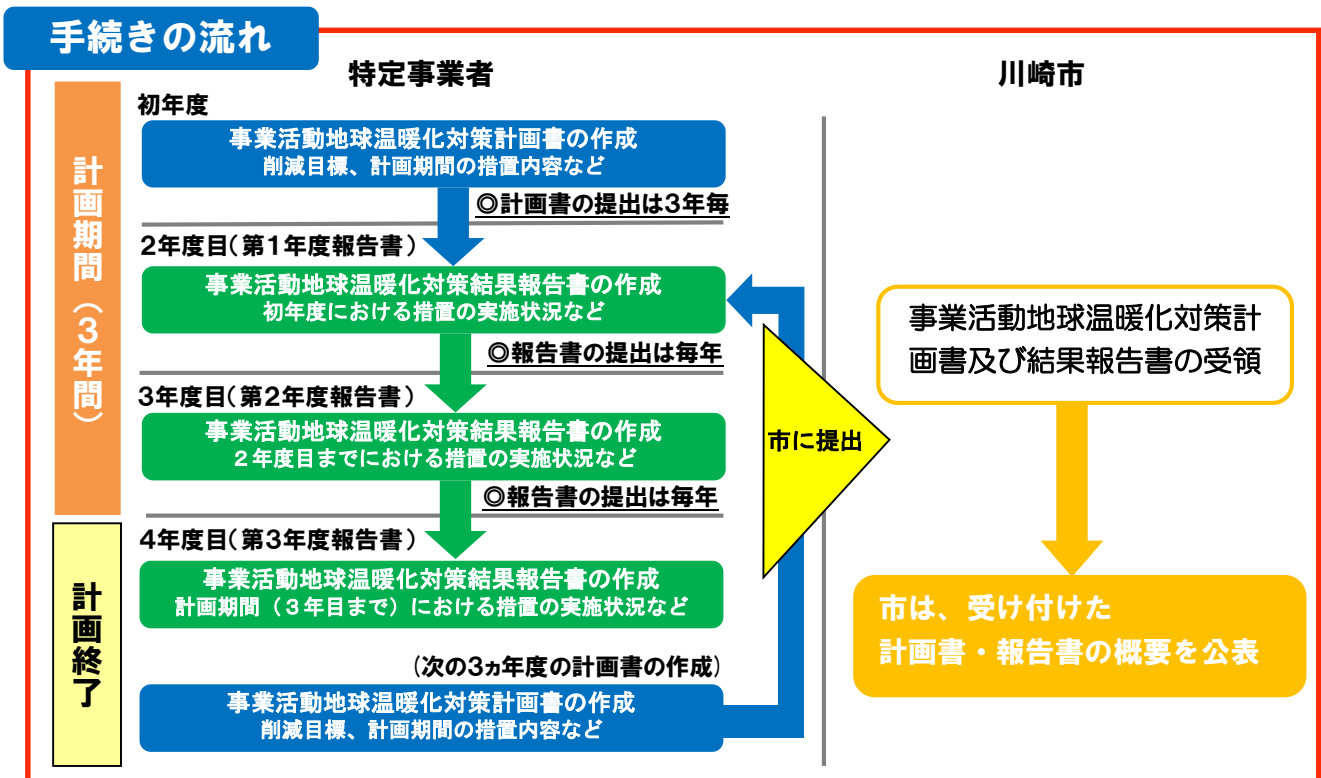 手続きの流れ
特定事業者
川崎市
計画期間（３年間）
初年度
事業活動地球温暖化対策計画書の作成
削減目標、計画期間の措置内容など
◎計画書の提出は3年毎
2年度目（第1年度報告書）
事業活動地球温暖化対策結果報告書の作成
初年度における措置の実施状況など
◎報告書の提出は毎年
3年度目（第2年度報告書）
事業活動地球温暖化対策結果報告書の作成
２年度目までにおける措置の実施状況など
◎報告書の提出は毎年
計画終了
4年度目（第3年度報告書）
事業活動地球温暖化対策結果報告書の作成
計画期間（３年目まで）における措置の実施状況など
（次の3ヵ年度の計画書の作成）
事業活動地球温暖化対策計画書の作成
削減目標、計画期間の措置内容など
市に提出
事業活動地球温暖化対策計
画書及び結果報告書の受領
市は、受け付けた
計画書・報告書の概要を公表